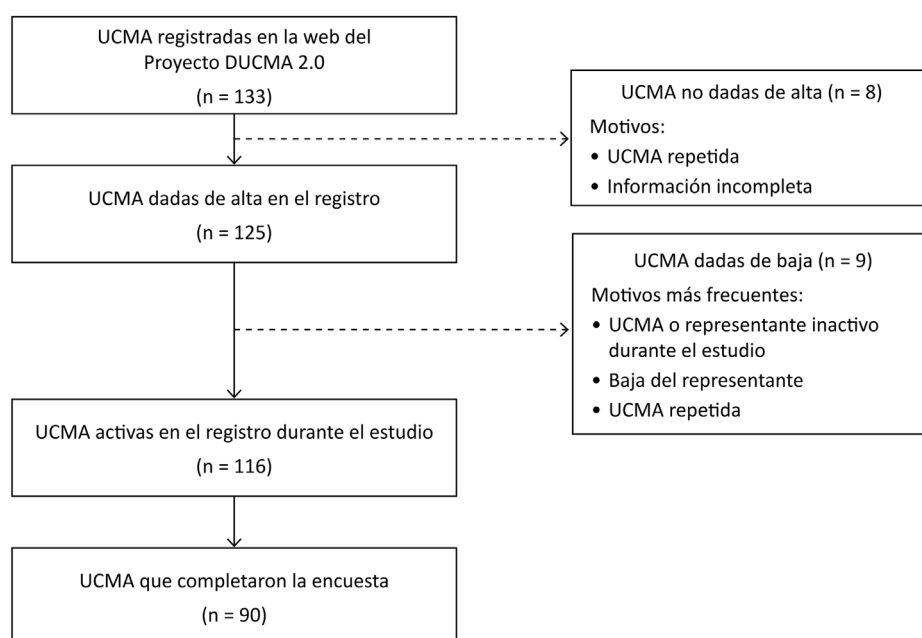 UCMA registradas en la web del
Proyecto DUCMA 2.0
(n = 133)
UCMA no dadas de alta (n = 8)
Motivos:
• UCMA repetida
• Información incompleta
UCMA dadas de alta en el registro
(n = 125)
UCMA dadas de baja (n = 9)
Motivos más frecuentes:
• UCMA o representante inactivo
durante el estudio
• Baja del representante
• UCMA repetida
UCMA activas en el registro durante el estudio
(n = 116)
UCMA que completaron la encuesta
(n = 90)